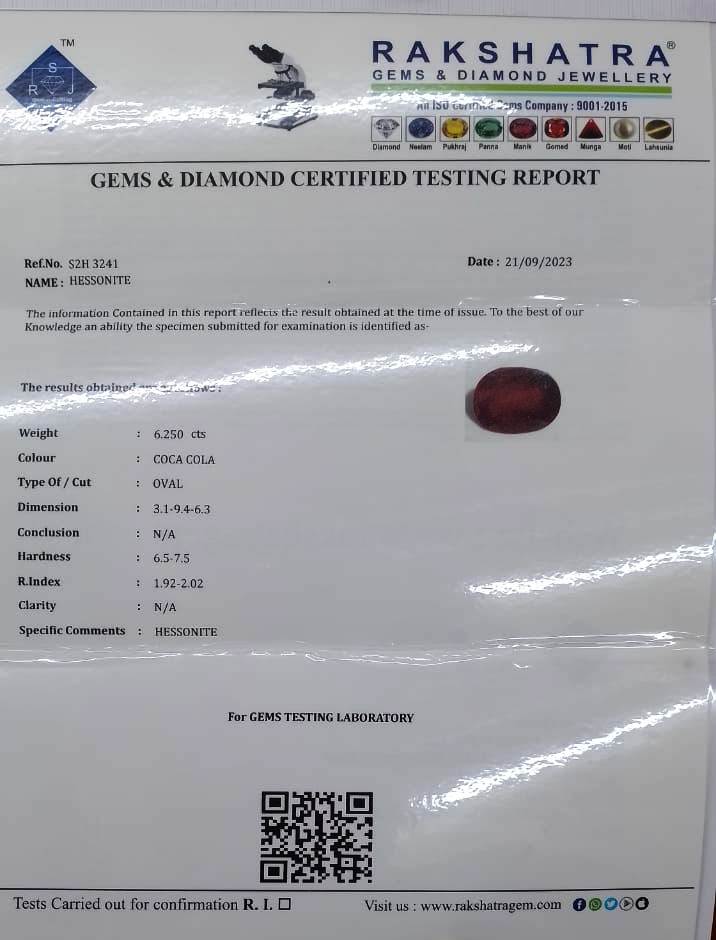 TM
S
R J
RAKSHATRA®
GEMS & DIAMOND JEWELLERY
An ISO Certified Gems Company : 9001-2015
Diamond Neelam Pukhraj Panna Manik Gomed Munga Moti Lahsunia
GEMS & DIAMOND CERTIFIED TESTING REPORT
Ref.No. S2H 3241
Date : 21/09/2023
NAME : HESSONITE
The information Contained in this report reflects the result obtained at the time of issue. To the best of our
Knowledge an ability the specimen submitted for examination is identified as-
The results obtained
Weight : 6.250 cts
Colour : COCA COLA
Type Of / Cut : OVAL
Dimension : 3.1-9.4-6.3
Conclusion : N/A
Hardness : 6.5-7.5
R.Index : 1.92-2.02
Clarity : N/A
Specific Comments : HESSONITE
For GEMS TESTING LABORATORY
Tests Carried out for confirmation R. I. ☐
Visit us : www.rakshatragem.com